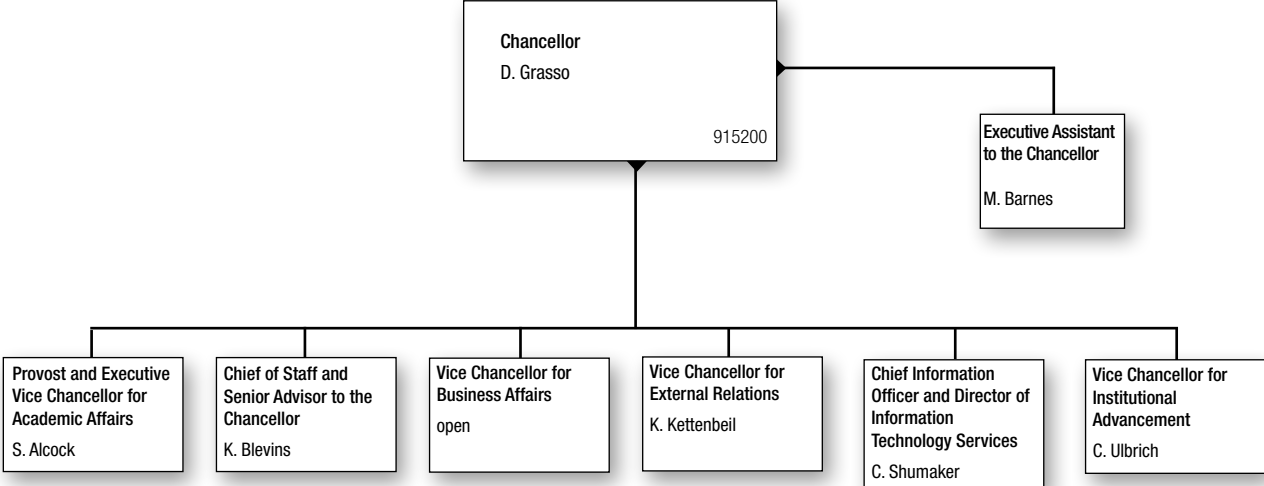 Chancellor
D. Grasso
915200
Executive Assistant
to the Chancellor
M. Barnes
Provost and Executive
Vice Chancellor for
Academic Affairs
S. Alcock
Chief of Staff and
Senior Advisor to the
Chancellor
K. Blevins
Vice Chancellor for
Business Affairs
open
Vice Chancellor for
External Relations
K. Kettenbeil
Chief Information
Officer and Director of
Information
Technology Services
C. Shumaker
Vice Chancellor for
Institutional
Advancement
C. Ulbrich